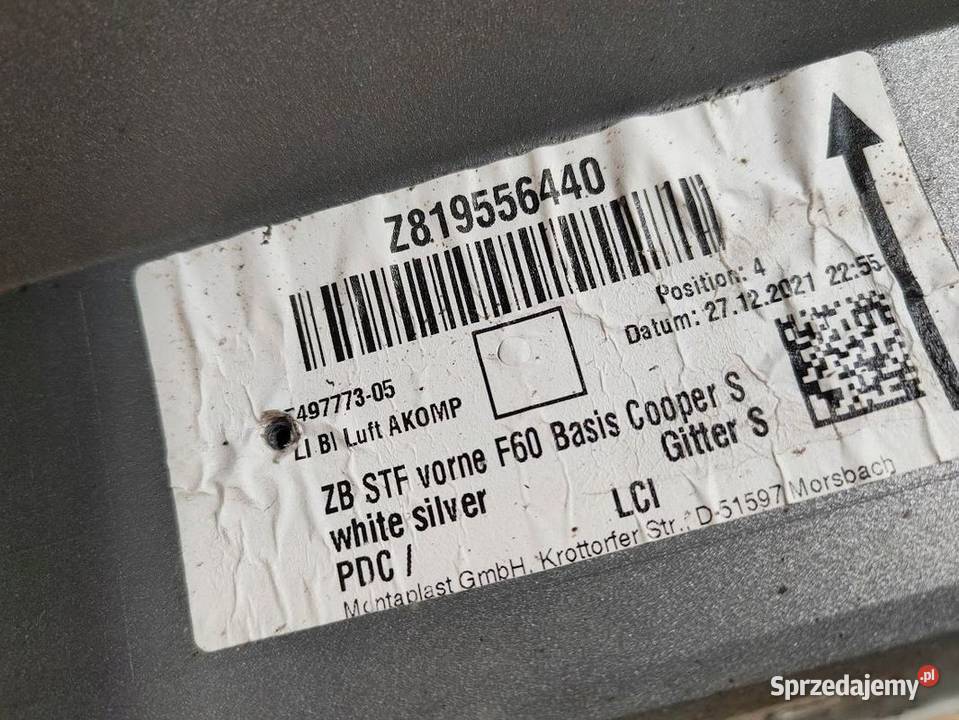 Z819556440
Position: 4
Datum: 27.12.2021 22:55
497773-05
LI BI Luft AKOMP
ZB STF vorne F60 Basis Cooper S
white silver LCI Gitter S
PDC /
Montaplast GmbH, Krottorfer Str., D-51597 Morsbach
Sprzedajemy.pl